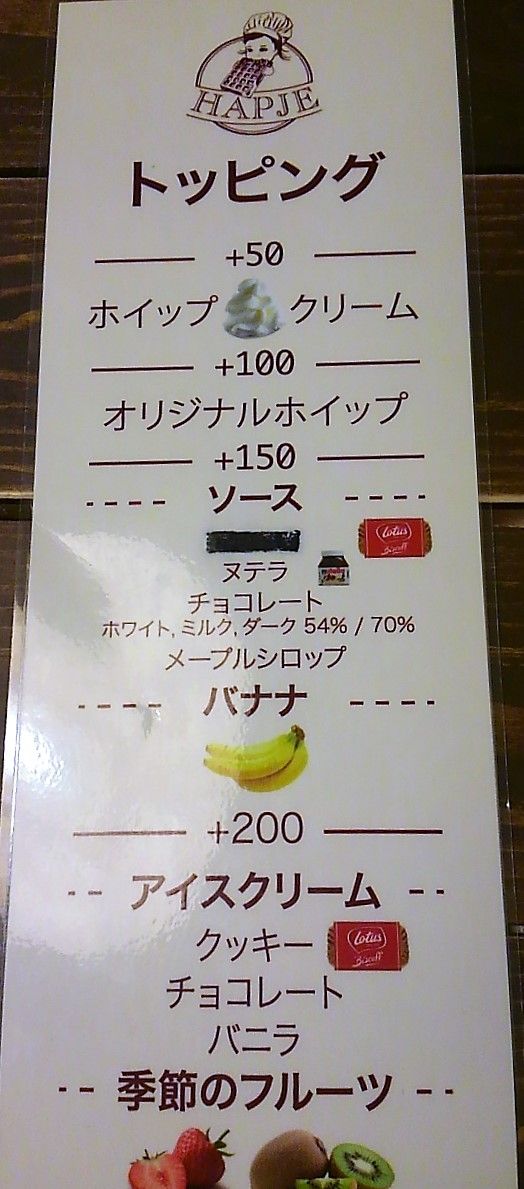 HAPJE
トッピング
+50
ホイップ クリーム
+100
オリジナルホイップ
+150
ソース
Lotus
Biscoff
ヌテラ
nutella
チョコレート
ホワイト, ミルク, ダーク 54% / 70%
メープルシロップ
バナナ
+200
アイスクリーム
クッキー Lotus
Biscoff
チョコレート
バニラ
季節のフルーツ